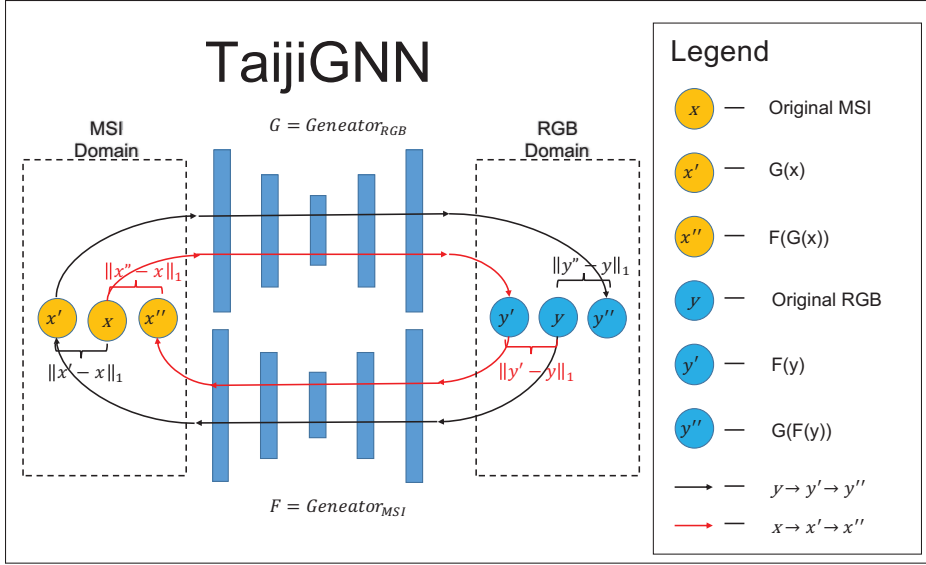 TaijiGNN
G = Geneator_RGB
MSI
Domain
RGB
Domain
‖x" − x‖₁
‖y" − y‖₁
x′
x
x′′
y′
y
y′′
‖x′ − x‖₁
‖y′ − y‖₁
F = Geneator_MSI
Legend
x — Original MSI
x′ — G(x)
x′′ — F(G(x))
y — Original RGB
y′ — F(y)
y′′ — G(F(y))
— y → y′ → y′′
— x → x′ → x′′